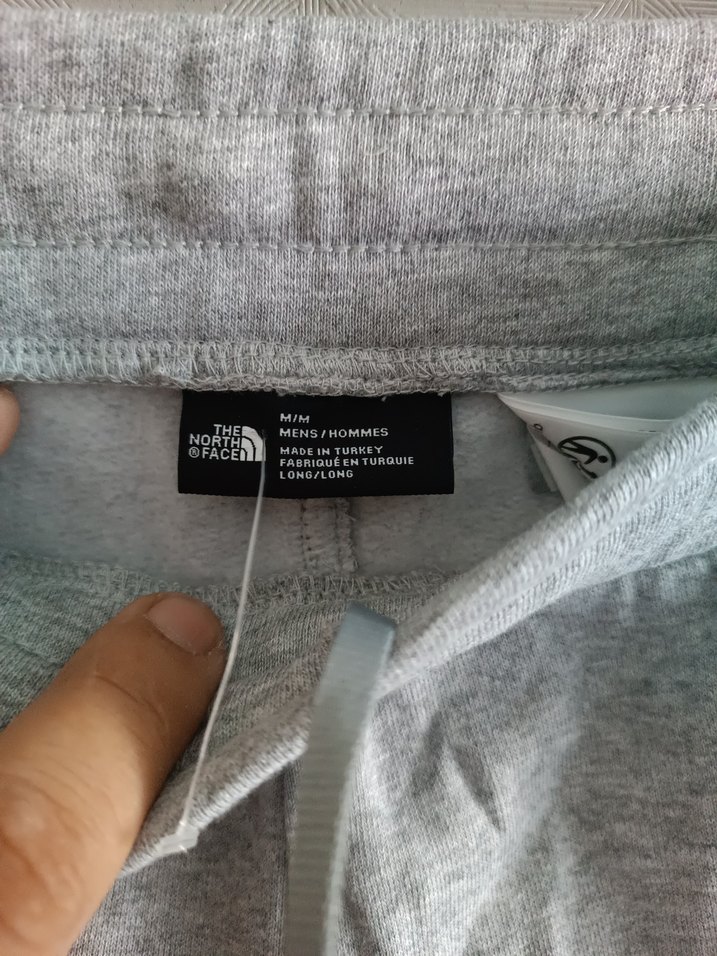 THE
NORTH
®FACE
M/M
MENS/HOMMES
MADE IN TURKEY
FABRIQUÉ EN TURQUIE
LONG/LONG